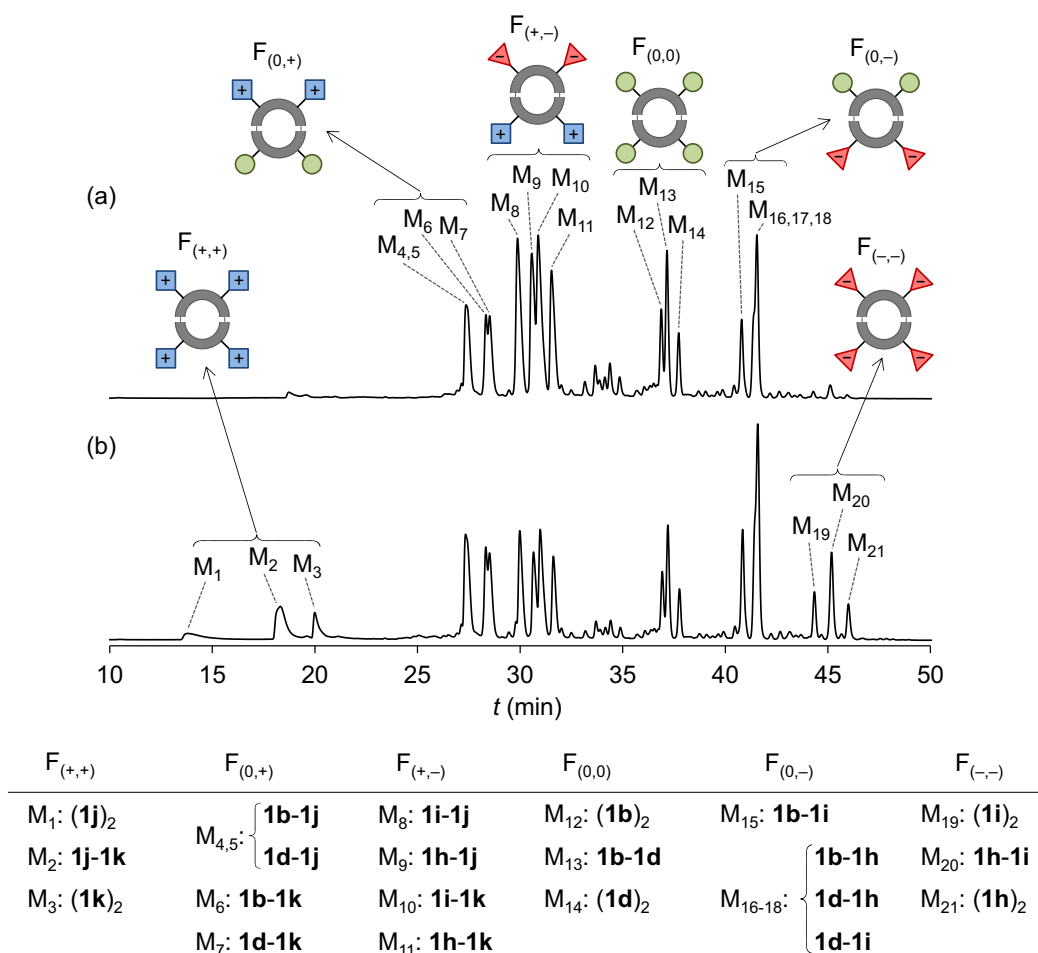 F(+,–)
F(0,+)
F(0,0)
F(0,–)
+ +
– –
+ +
– –
(a)
M9
M10
M8
M11
M13
M12
M14
M15
M16,17,18
M6
M7
M4,5
F(+,+)
+ +
+ +
F(–,–)
– –
– –
(b)
M1
M2
M3
M19
M20
M21
10 15 20 25 30 35 40 45 50
t (min)
F(+,+) F(0,+) F(+,–) F(0,0) F(0,–) F(–,–)
M1: (1j)2 M4,5: 1b-1j M8: 1i-1j M12: (1b)2 M15: 1b-1i M19: (1i)2
M2: 1j-1k 1d-1j M9: 1h-1j M13: 1b-1d M16-18: 1b-1h M20: 1h-1i
M3: (1k)2 M6: 1b-1k M10: 1i-1k M14: (1d)2 1d-1h M21: (1h)2
M7: 1d-1k M11: 1h-1k 1d-1i